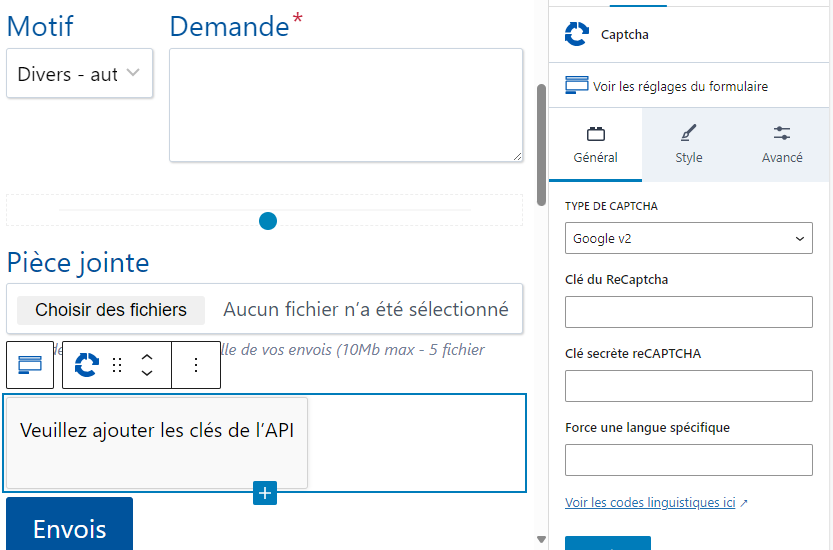 Motif
Demande*
Divers - aut
Pièce jointe
Choisir des fichiers
Aucun fichier n’a été sélectionné
lle de vos envois (10Mb max - 5 fichier
Veuillez ajouter les clés de l’API
Envois
Captcha
Voir les réglages du formulaire
Général
Style
Avancé
TYPE DE CAPTCHA
Google v2
Clé du ReCaptcha
Clé secrète reCAPTCHA
Force une langue spécifique
Voir les codes linguistiques ici ↗